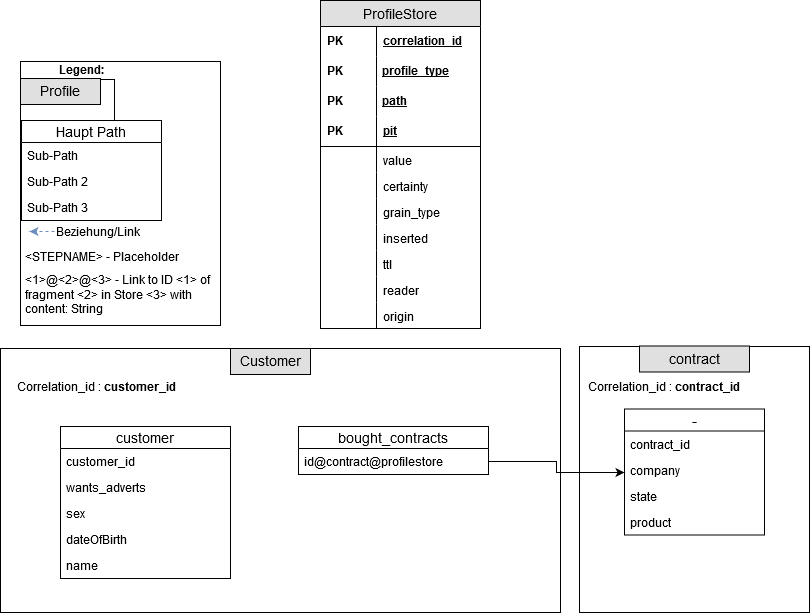 ProfileStore
PK correlation_id
PK profile_type
PK path
PK pit
value
certainty
grain_type
inserted
ttl
reader
origin
Legend:
Profile
Haupt Path
Sub-Path
Sub-Path 2
Sub-Path 3
Beziehung/Link
<STEPNAME> - Placeholder
<1>@<2>@<3> - Link to ID <1> of
fragment <2> in Store <3> with
content: String
Customer
Correlation_id : customer_id
customer
customer_id
wants_adverts
sex
dateOfBirth
name
bought_contracts
id@contract@profilestore
contract
Correlation_id : contract_id
-
contract_id
company
state
product